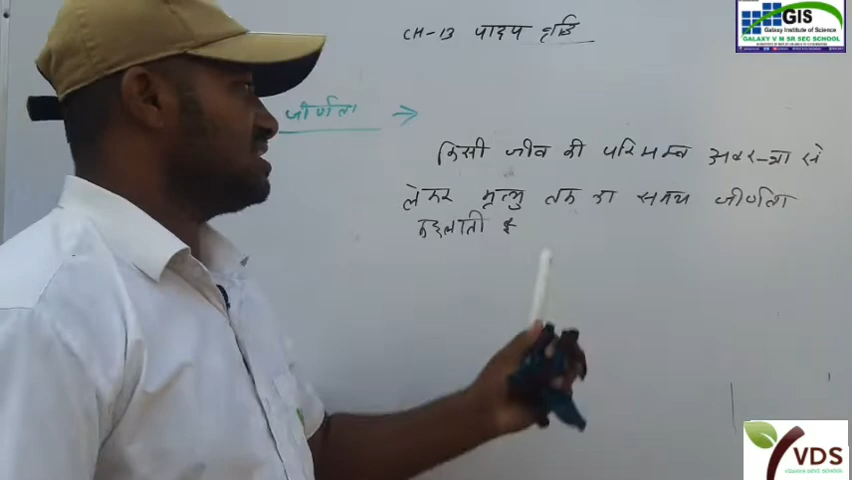 CH-13 पाइप वृद्धि
जीर्णता →
किसी जीव की परिपक्व अवस्था से
लेकर मृत्यु तक का समय जीर्णता
कहलाती है
GIS
Galaxy Institute of Science
GALAXY V M SR SEC SCHOOL
VDS